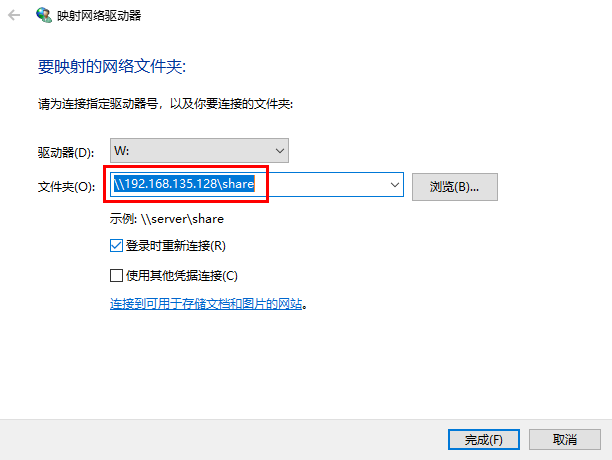 映射网络驱动器
要映射的网络文件夹:
请为连接指定驱动器号，以及你要连接的文件夹:
驱动器(D): W:
文件夹(O): \\192.168.135.128\share 浏览(B)...
示例: \\server\share
登录时重新连接(R)
使用其他凭据连接(C)
连接到可用于存储文档和图片的网站。
完成(F) 取消